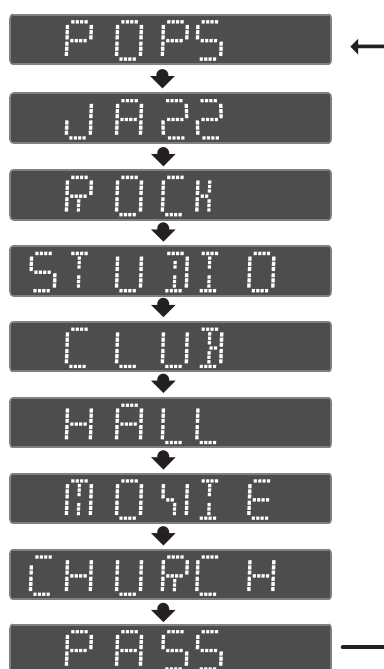 POPS
JAZZ
ROCK
STUDIO
CLUB
HALL
MOVIE
CHURCH
PASS